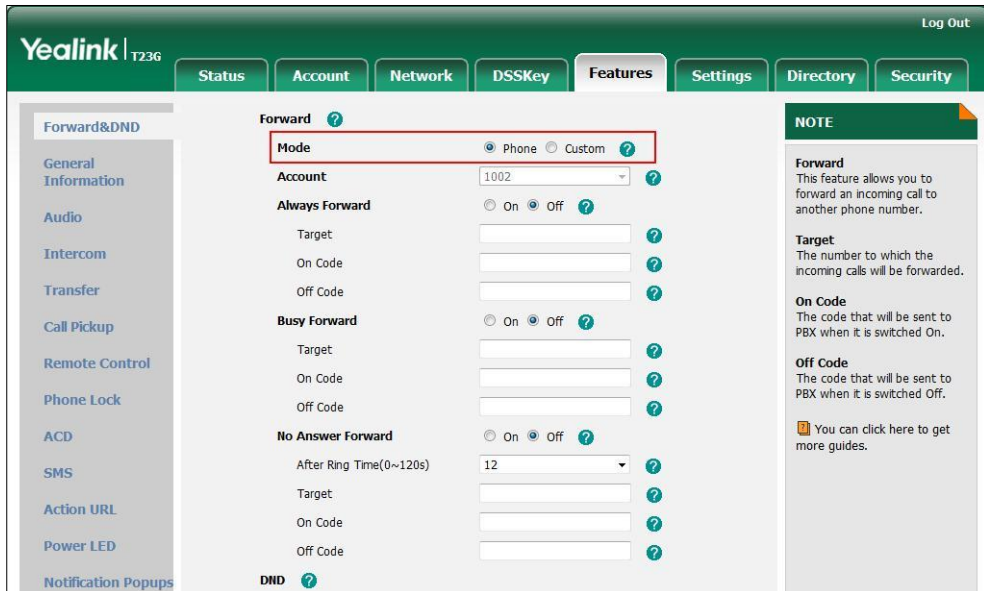 Log Out
Yealink T23G
Status Account Network DSSKey Features Settings Directory Security
Forward&DND
General
Information
Audio
Intercom
Transfer
Call Pickup
Remote Control
Phone Lock
ACD
SMS
Action URL
Power LED
Notification Popups
Forward ?
Mode Phone Custom ?
Account 1002 ?
Always Forward On Off ?
Target ?
On Code ?
Off Code ?
Busy Forward On Off ?
Target ?
On Code ?
Off Code ?
No Answer Forward On Off ?
After Ring Time(0~120s) 12 ?
Target ?
On Code ?
Off Code ?
DND ?
NOTE
Forward
This feature allows you to
forward an incoming call to
another phone number.
Target
The number to which the
incoming calls will be forwarded.
On Code
The code that will be sent to
PBX when it is switched On.
Off Code
The code that will be sent to
PBX when it is switched Off.
? You can click here to get
more guides.